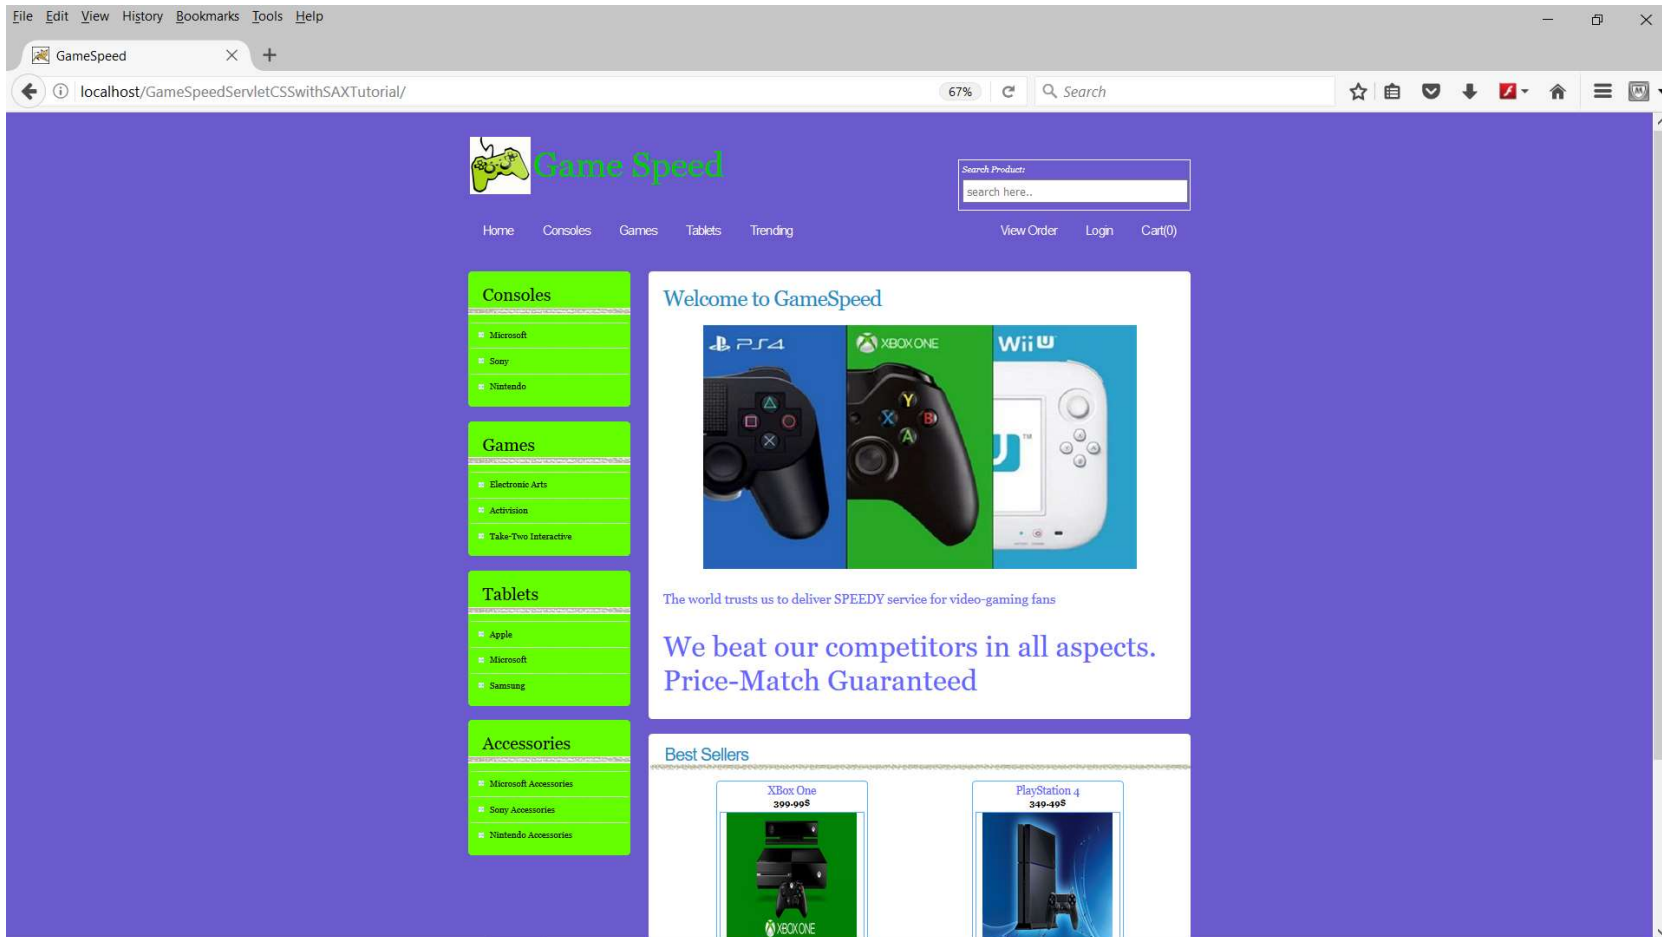 File Edit View History Bookmarks Tools Help
GameSpeed
localhost/GameSpeedServletCSSwithSAXTutorial/
67%
Search
Game Speed
Search Product:
search here..
Home Consoles Games Tablets Trending
View Order Login Cart(0)
Consoles
Microsoft
Sony
Nintendo
Games
Electronic Arts
Activision
Take-Two Interactive
Tablets
Apple
Microsoft
Samsung
Accessories
Microsoft Accessories
Sony Accessories
Nintendo Accessories
Welcome to GameSpeed
PS4
XBOX ONE
Wii U
Y
X B
A
U
TM
The world trusts us to deliver SPEEDY service for video-gaming fans
We beat our competitors in all aspects.
Price-Match Guaranteed
Best Sellers
XBox One
399.99$
XBOX ONE
PlayStation 4
349.49$